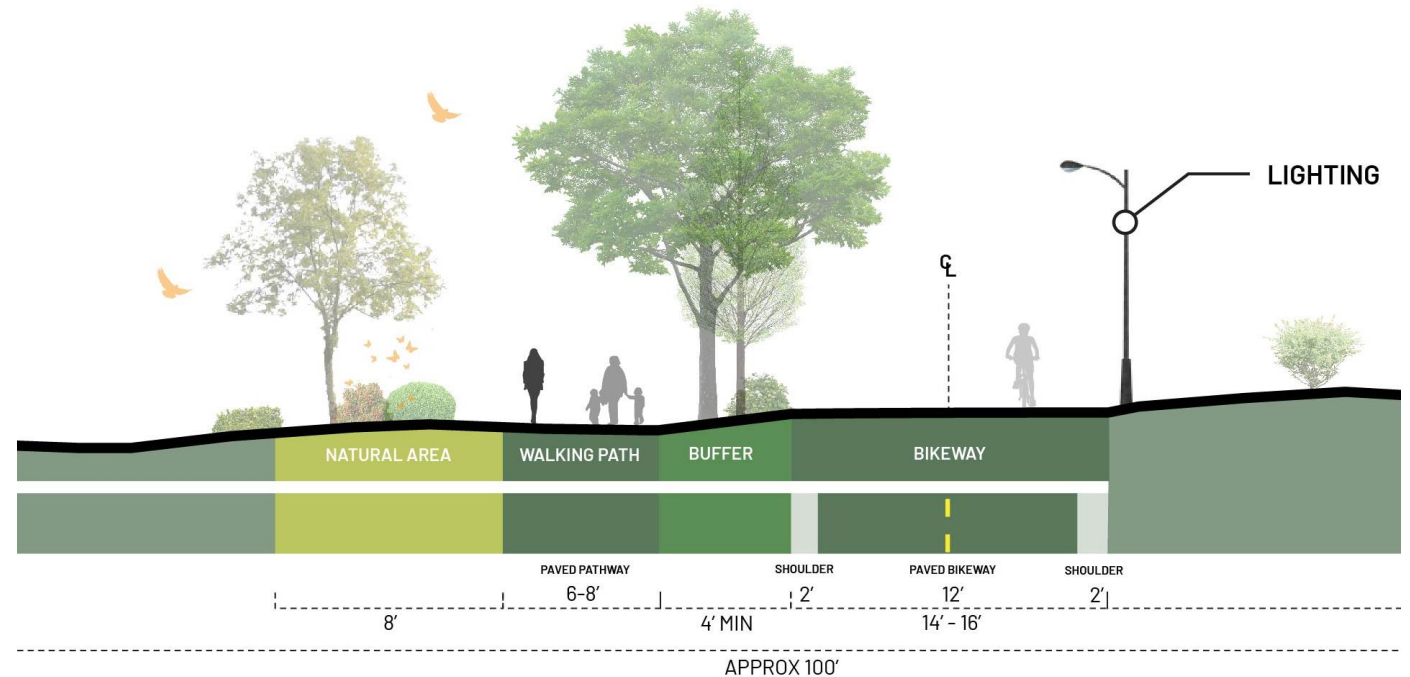 LIGHTING
℄
NATURAL AREA WALKING PATH BUFFER BIKEWAY
PAVED PATHWAY SHOULDER PAVED BIKEWAY SHOULDER
6-8’ 2’ 12’ 2’
8’ 4’ MIN 14’ - 16’
APPROX 100’